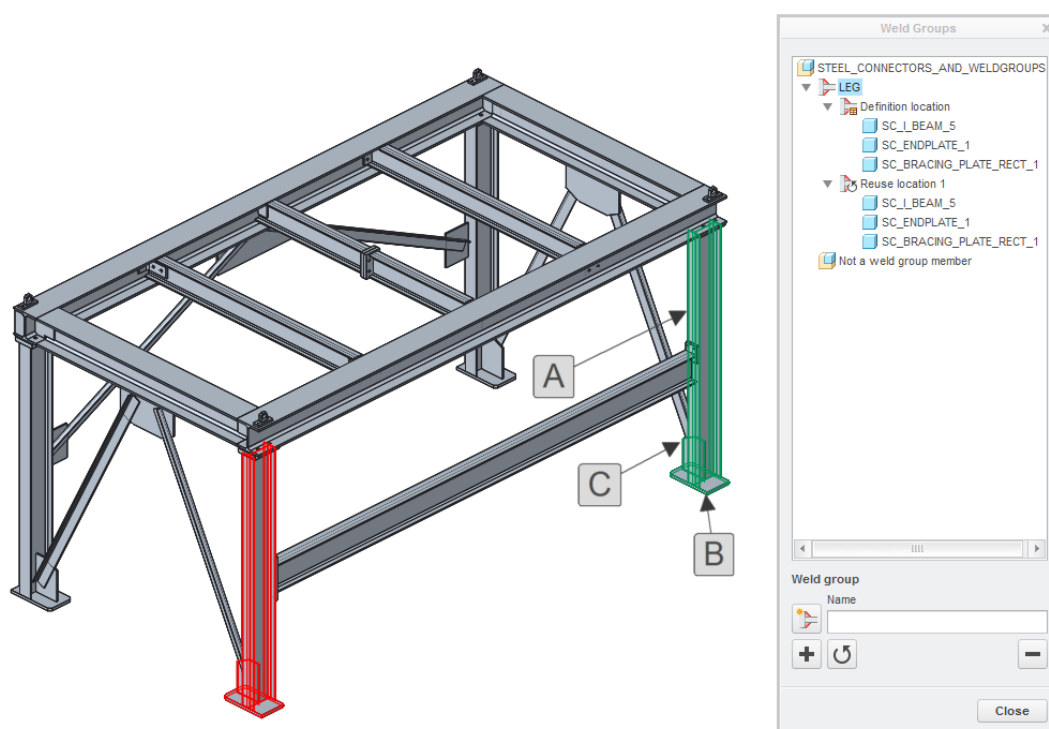 Weld Groups
STEEL_CONNECTORS_AND_WELDGROUPS
LEG
Definition location
SC_I_BEAM_5
SC_ENDPLATE_1
SC_BRACING_PLATE_RECT_1
Reuse location 1
SC_I_BEAM_5
SC_ENDPLATE_1
SC_BRACING_PLATE_RECT_1
Not a weld group member
A
C
B
Weld group
Name
Close